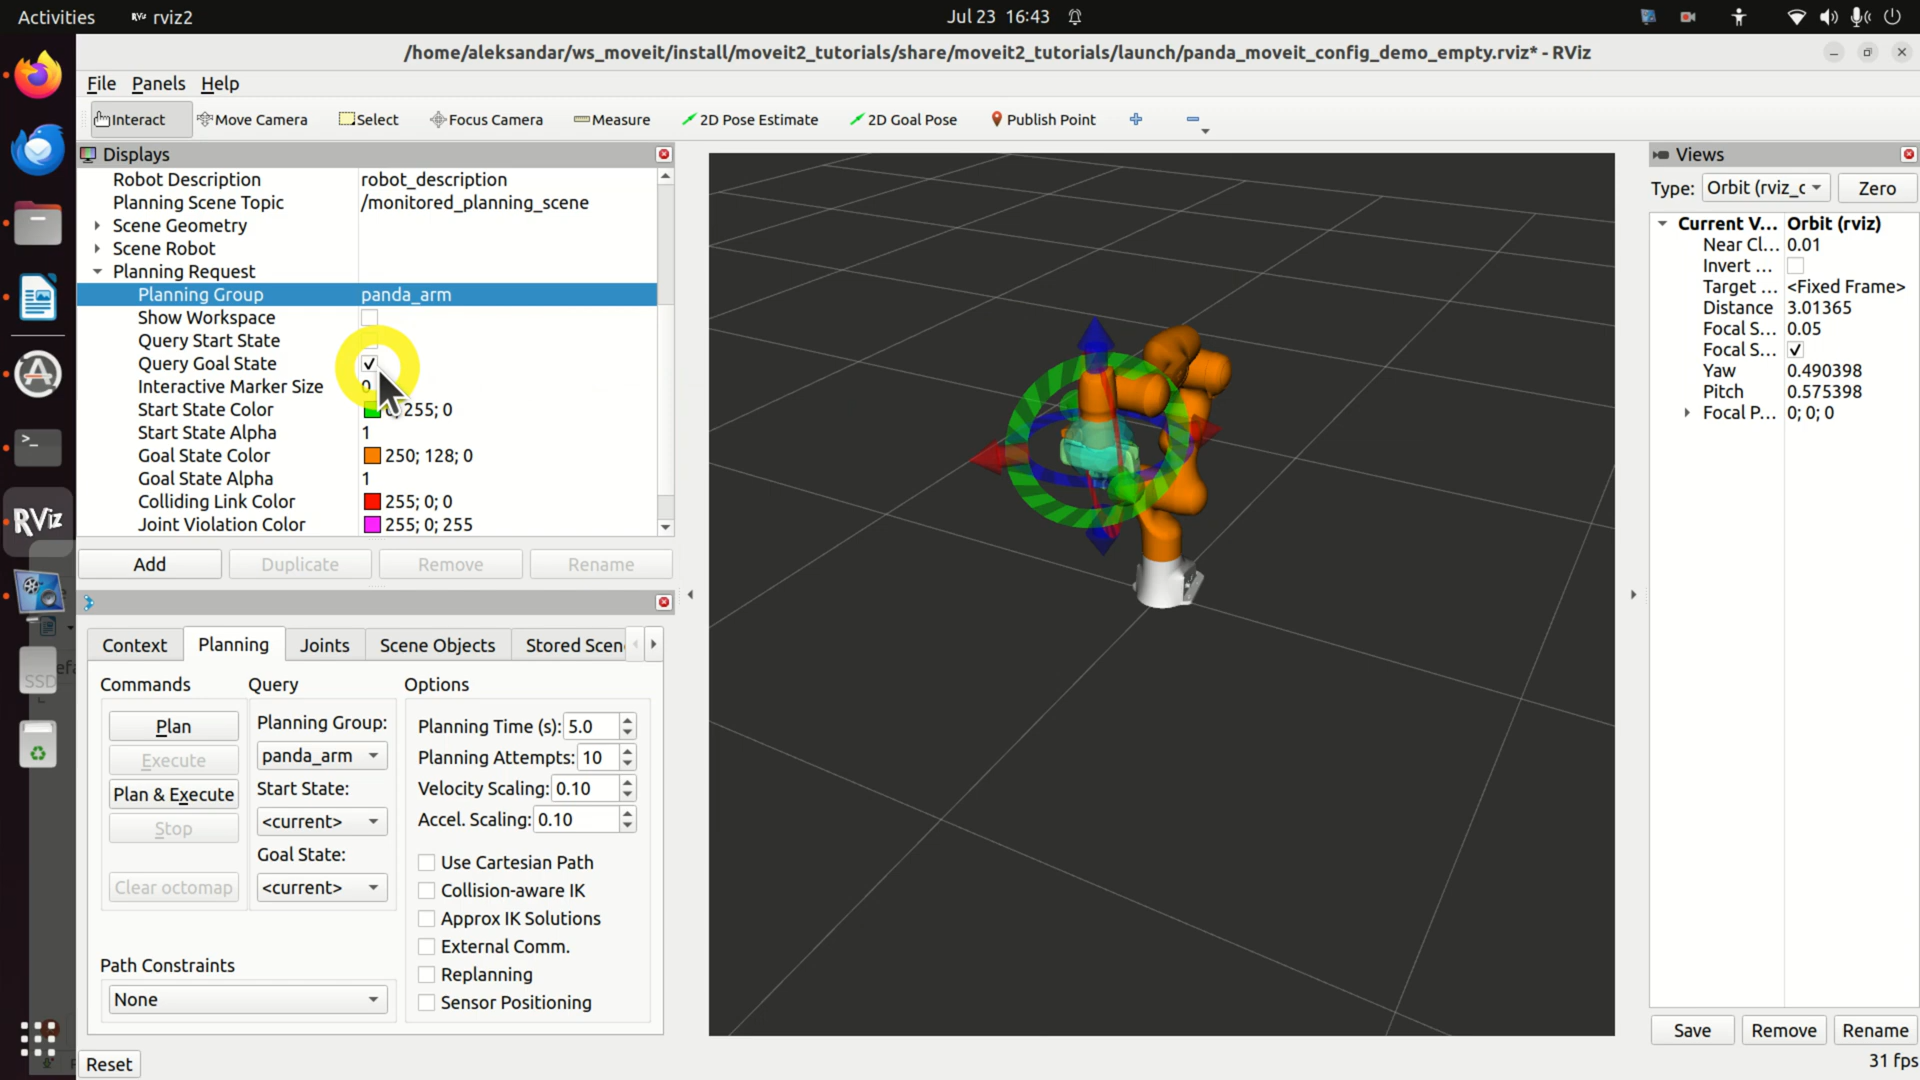 Activities
RViz rviz2
Jul 23 16:43
/home/aleksandar/ws_moveit/install/moveit2_tutorials/share/moveit2_tutorials/launch/panda_moveit_config_demo_empty.rviz* - RViz
File Panels Help
Interact Move Camera Select Focus Camera Measure 2D Pose Estimate 2D Goal Pose Publish Point
Displays
Robot Description robot_description
Planning Scene Topic /monitored_planning_scene
Scene Geometry
Scene Robot
Planning Request
Planning Group panda_arm
Show Workspace
Query Start State
Query Goal State
Interactive Marker Size 0
Start State Color 255; 0
Start State Alpha 1
Goal State Color 250; 128; 0
Goal State Alpha 1
Colliding Link Color 255; 0; 0
Joint Violation Color 255; 0; 255
Add Duplicate Remove Rename
Context Planning Joints Scene Objects Stored Scen
Commands Query Options
Plan
Execute
Plan & Execute
Stop
Clear octomap
Planning Group:
panda_arm
Start State:
<current>
Goal State:
<current>
Planning Time (s): 5.0
Planning Attempts: 10
Velocity Scaling: 0.10
Accel. Scaling: 0.10
Use Cartesian Path
Collision-aware IK
Approx IK Solutions
External Comm.
Replanning
Sensor Positioning
Path Constraints
None
Reset
RViz
SSD
Views
Type: Orbit (rviz_c Zero
Current V... Orbit (rviz)
Near Cl... 0.01
Invert ...
Target ... <Fixed Frame>
Distance 3.01365
Focal S... 0.05
Focal S...
Yaw 0.490398
Pitch 0.575398
Focal P... 0; 0; 0
Save Remove Rename
31 fps